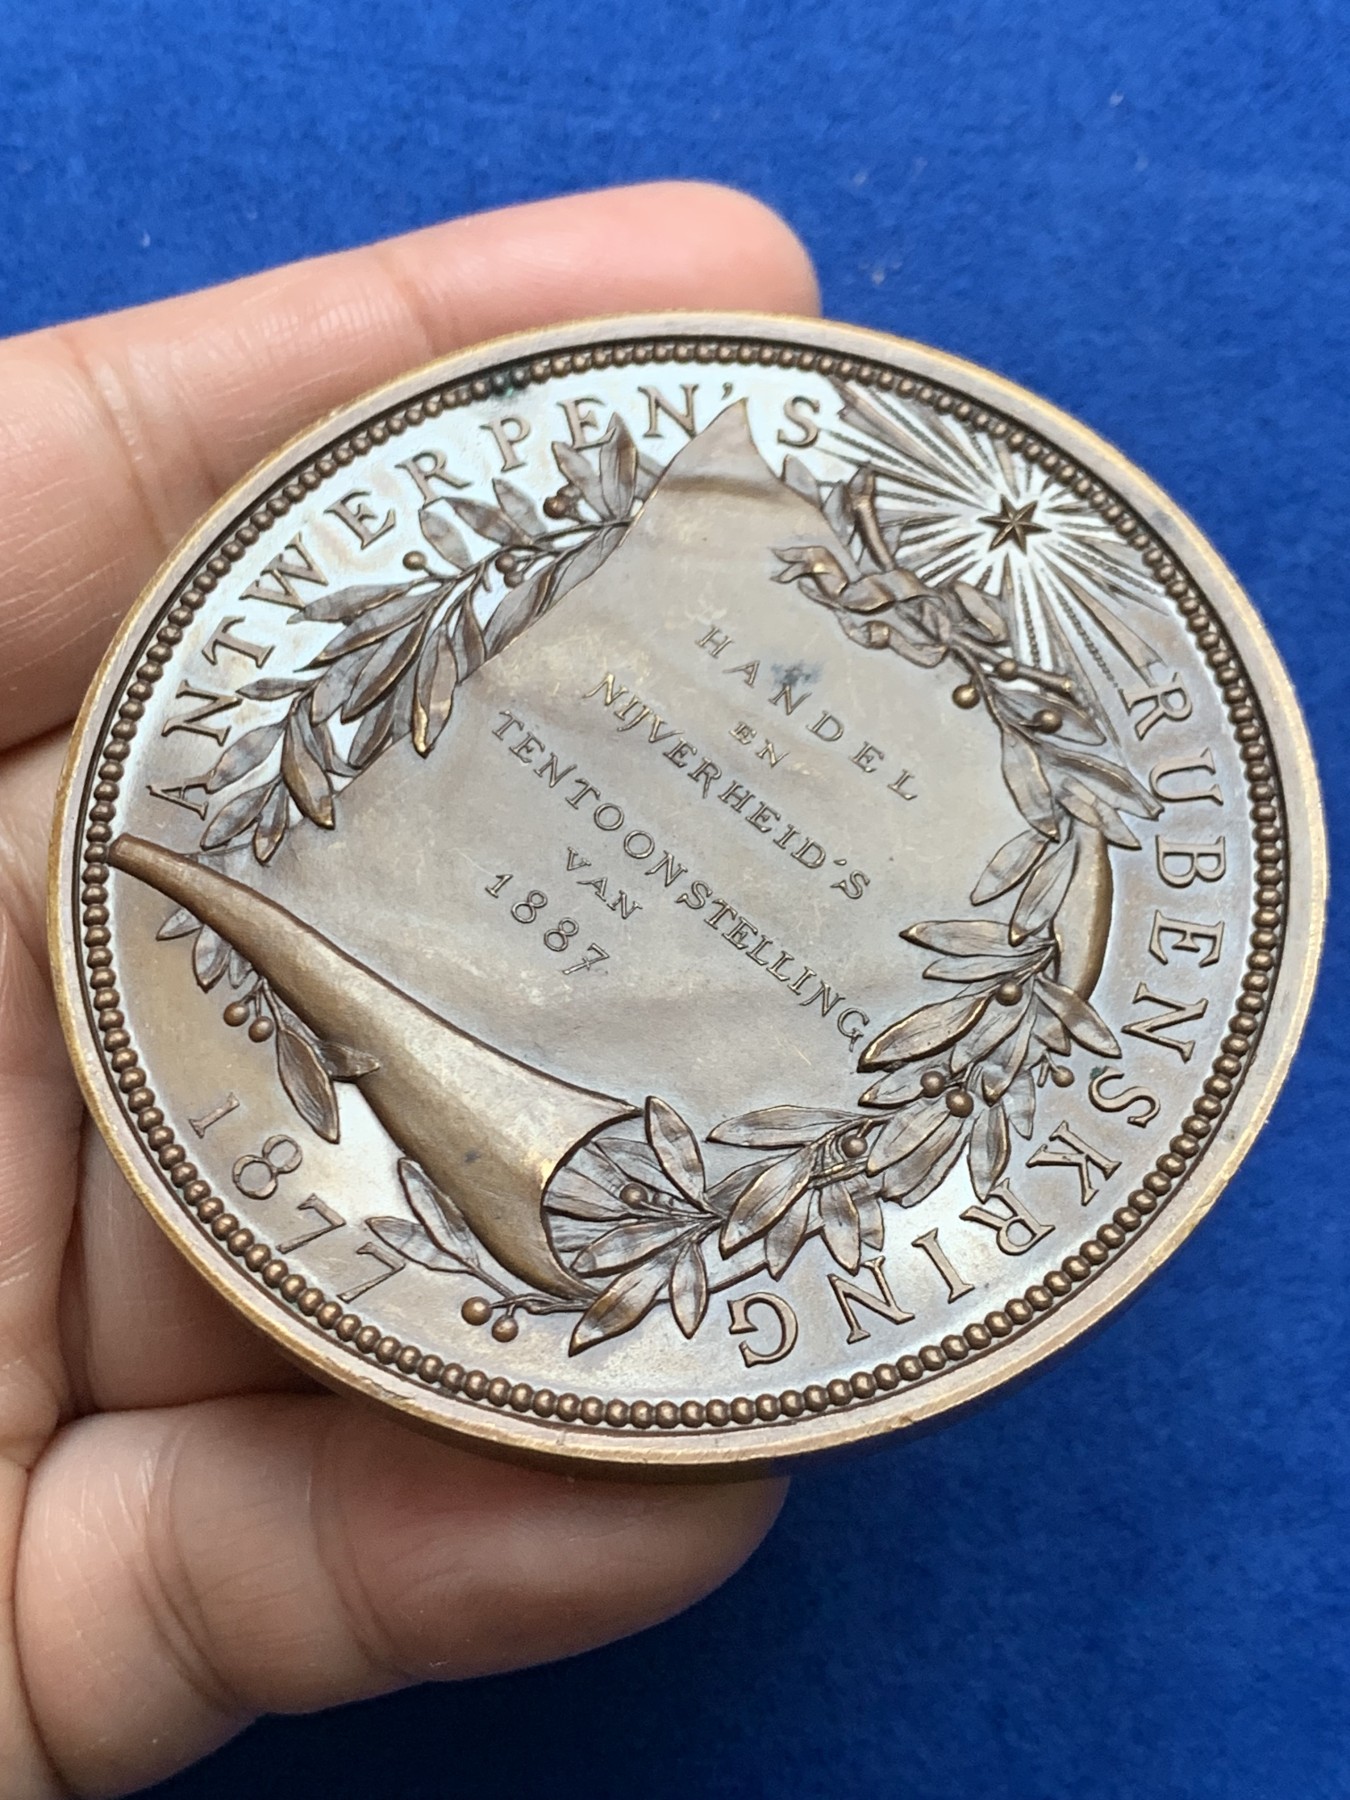 ANTWERPEN'S RUBENSKRING
1877
HANDEL
EN
NIJVERHEID'S
TENTOONSTELLING
VAN
1887